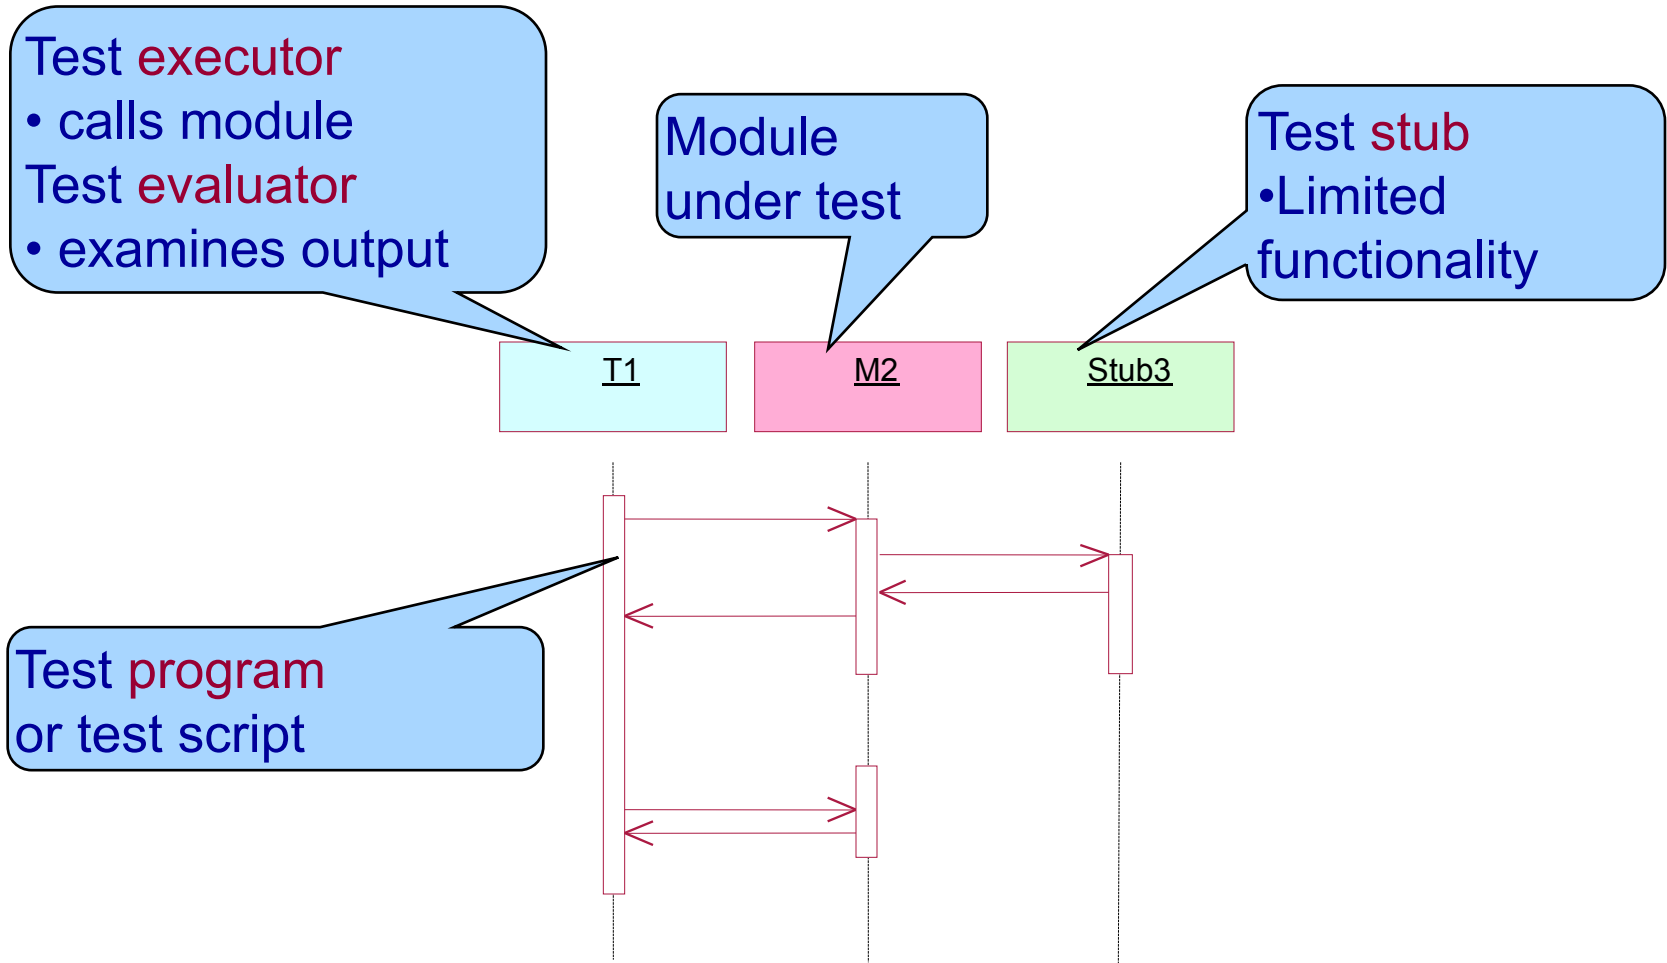 Test executor
• calls module
Test evaluator
• examines output
Module
under test
Test stub
•Limited
functionality
T1
M2
Stub3
Test program
or test script